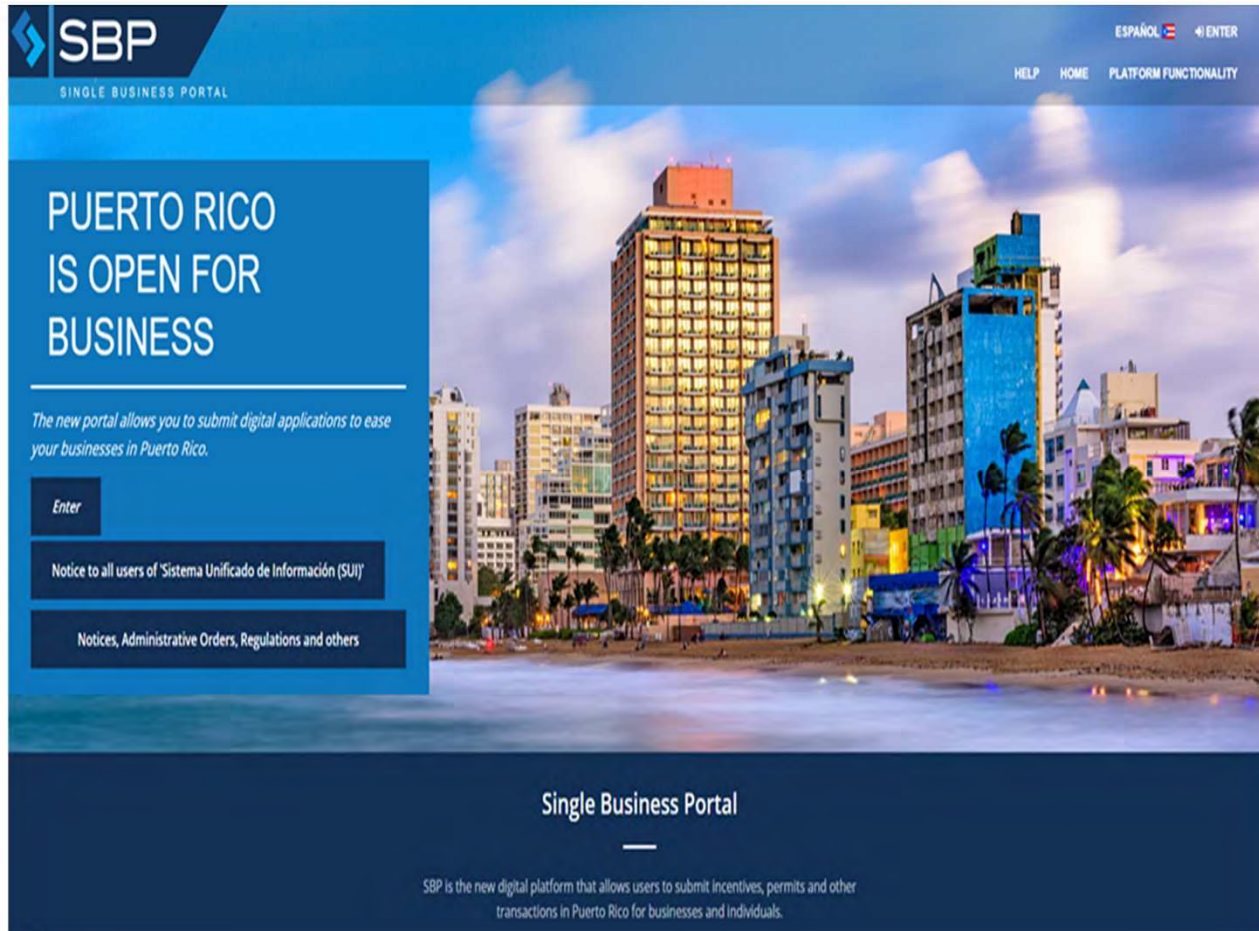 SBP
SINGLE BUSINESS PORTAL
ESPAÑOL
ENTER
HELP
HOME
PLATFORM FUNCTIONALITY
PUERTO RICO
IS OPEN FOR
BUSINESS
The new portal allows you to submit digital applications to ease
your businesses in Puerto Rico.
Enter
Notice to all users of 'Sistema Unificado de Información (SUI)'
Notices, Administrative Orders, Regulations and others
Single Business Portal
SBP is the new digital platform that allows users to submit incentives, permits and other
transactions in Puerto Rico for businesses and individuals.